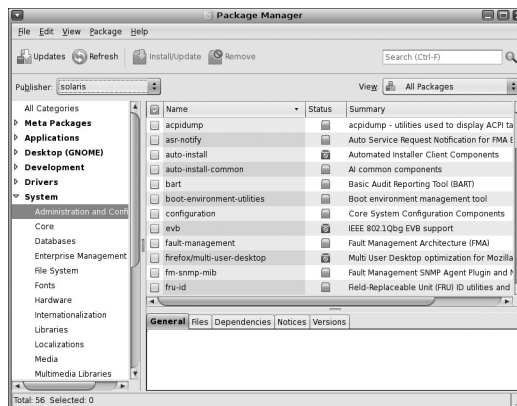 Package Manager
File Edit View Package Help
Updates Refresh Install/Update Remove Search (Ctrl-F)
Publisher: solaris View: All Packages
All Categories
Meta Packages
Applications
Desktop (GNOME)
Development
Drivers
System
Administration and Confi
Core
Databases
Enterprise Management
File System
Fonts
Hardware
Internationalization
Libraries
Localizations
Media
Multimedia Libraries
Name Status Summary
acpidump acpidump - utilities used to display ACPI ta
asr-notify Auto Service Request Notification for FMA E
auto-install Automated Installer Client Components
auto-install-common AI common components
bart Basic Audit Reporting Tool (BART)
boot-environment-utilities Boot environment management tool
configuration Core System Configuration Components
evb IEEE 802.1Qbg EVB support
fault-management Fault Management Architecture (FMA)
firefox/multi-user-desktop Multi User Desktop optimization for Mozilla
fm-snmp-mib Fault Management SNMP Agent Plugin and M
fru-id Field-Replaceable Unit (FRU) ID utilities and
General Files Dependencies Notices Versions
Total: 56 Selected: 0